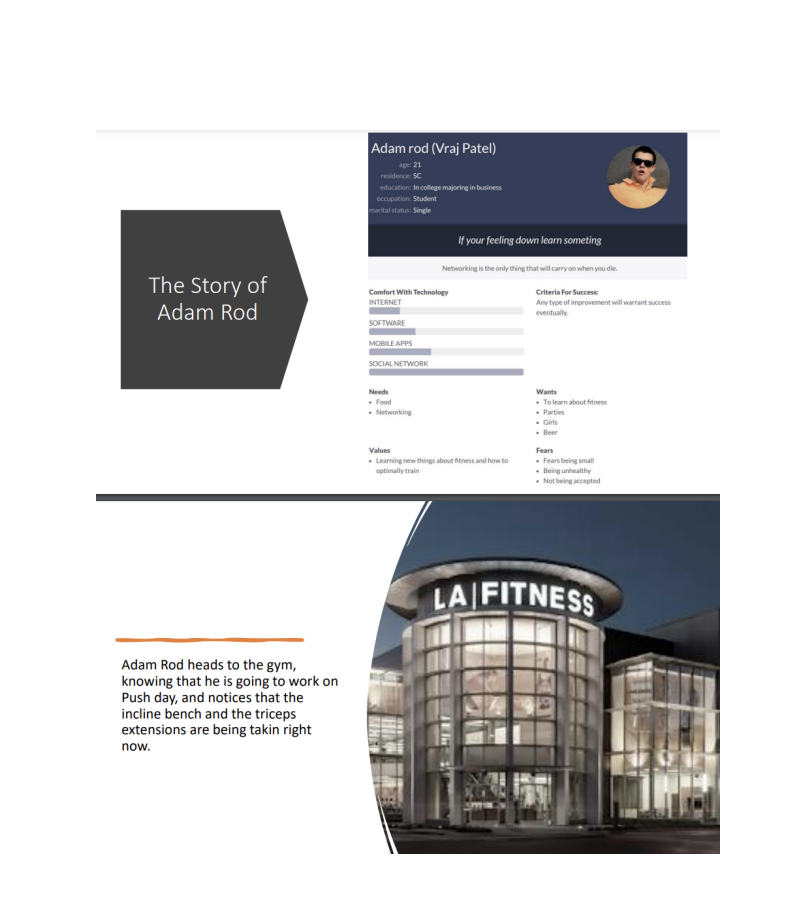 The Story of
Adam Rod
Adam rod (Vraj Patel)
age: 21
residence: SC
education: In college majoring in business
occupation: Student
marital status: Single
If your feeling down learn someting
Networking is the only thing that will carry on when you die.
Comfort With Technology
INTERNET
SOFTWARE
MOBILE APPS
SOCIAL NETWORK
Criteria For Success:
Any type of improvement will warrant success
eventually.
Needs
• Food
• Networking
Wants
• To learn about fitness
• Parties
• Girls
• Beer
Values
• Learning new things about fitness and how to
optimally train
Fears
• Fears being small
• Being unhealthy
• Not being accepted
LA|FITNESS
Adam Rod heads to the gym,
knowing that he is going to work on
Push day, and notices that the
incline bench and the triceps
extensions are being takin right
now.